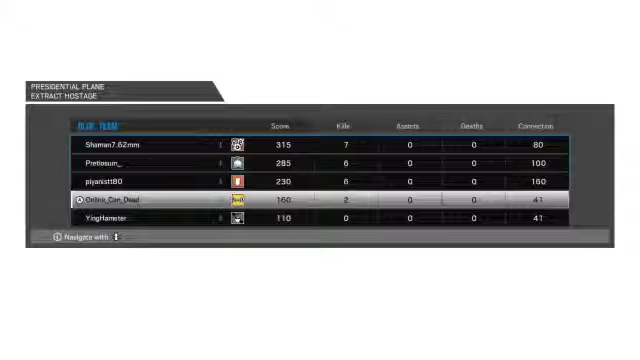 PRESIDENTIAL PLANE
EXTRACT HOSTAGE
BLUE TEAM Score Kills Assists Deaths Connection
Shaman7.62mm 315 7 0 0 80
Pretiosum_ 285 6 0 0 100
piyanistt80 230 6 0 0 160
Online_Can_Dead 160 2 0 0 41
YingHamster 110 0 0 0 41
Navigate with